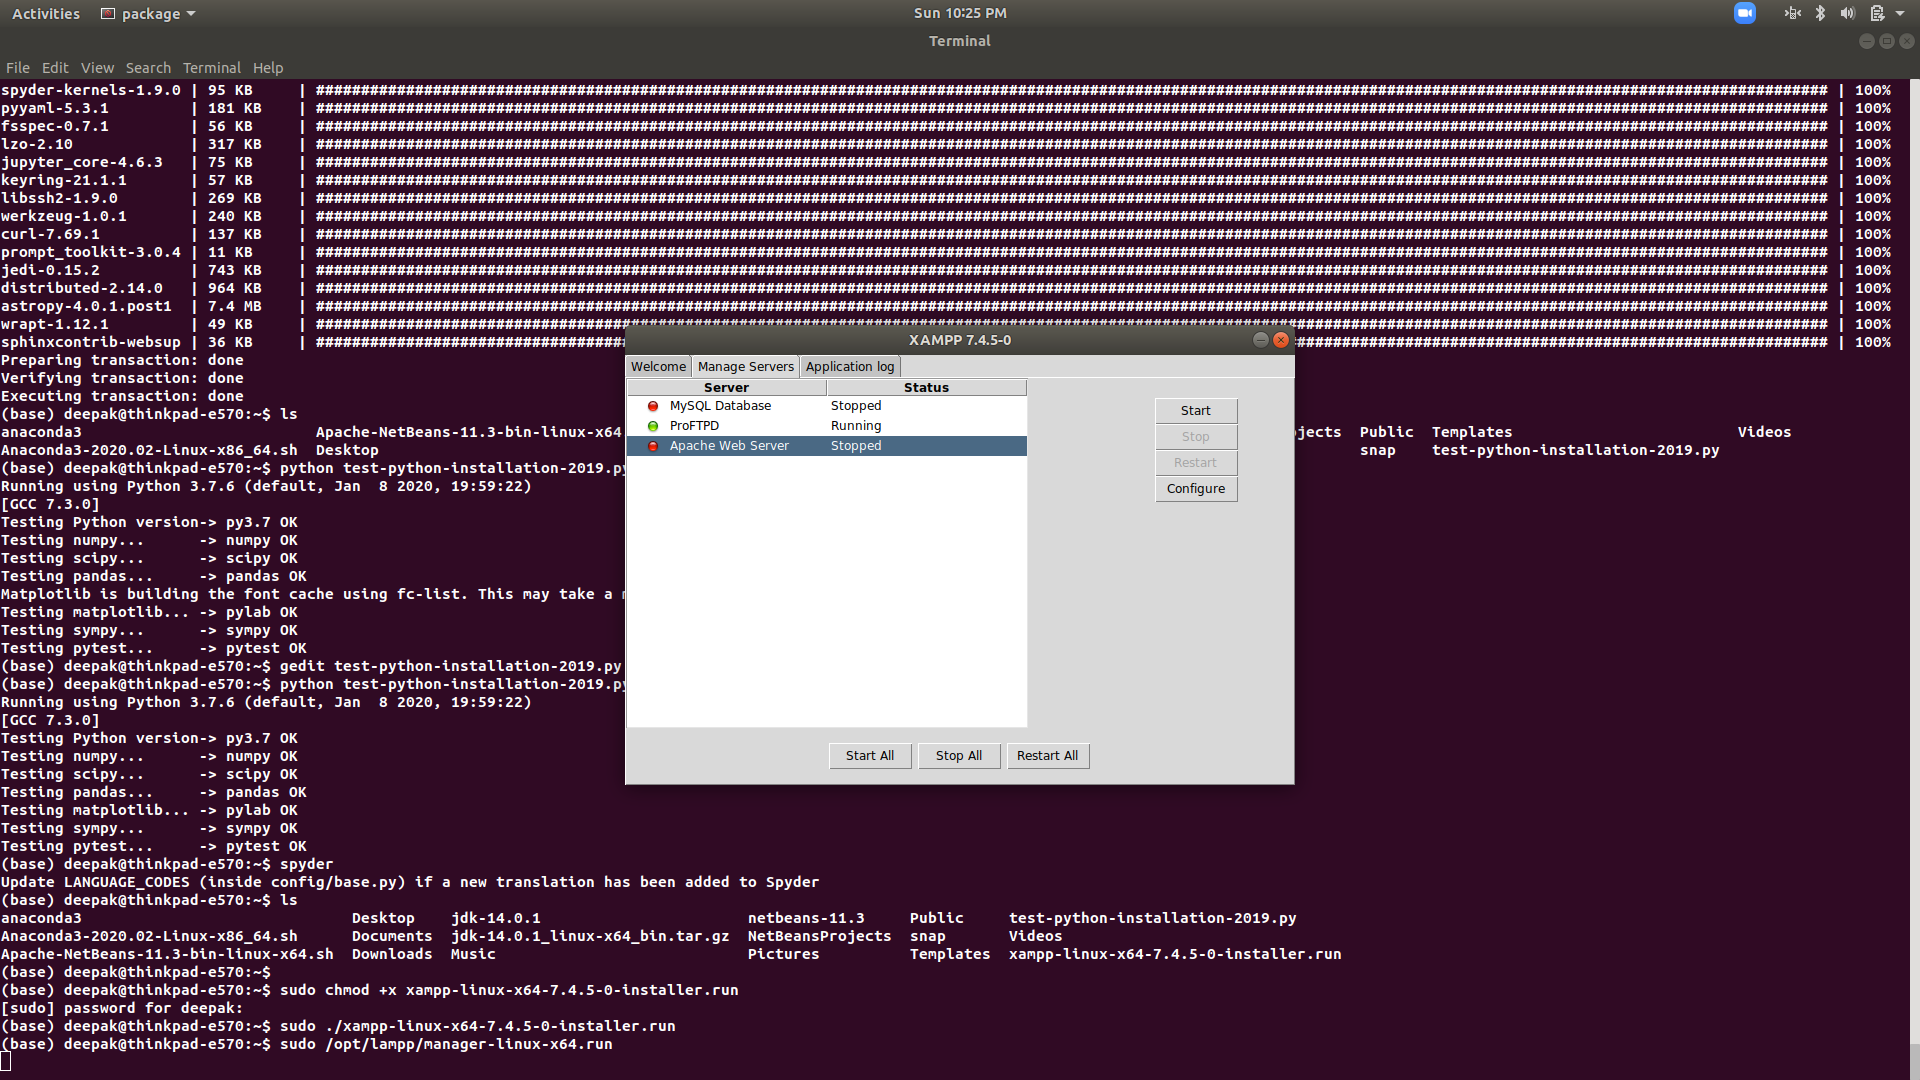 Activities package Sun 10:25 PM
Terminal
File Edit View Search Terminal Help
spyder-kernels-1.9.0 | 95 KB | ############ | 100%
pyyaml-5.3.1 | 181 KB | ############ | 100%
fsspec-0.7.1 | 56 KB | ############ | 100%
lzo-2.10 | 317 KB | ############ | 100%
jupyter_core-4.6.3 | 75 KB | ############ | 100%
keyring-21.1.1 | 57 KB | ############ | 100%
libssh2-1.9.0 | 269 KB | ############ | 100%
werkzeug-1.0.1 | 240 KB | ############ | 100%
curl-7.69.1 | 137 KB | ############ | 100%
prompt_toolkit-3.0.4 | 11 KB | ############ | 100%
jedi-0.15.2 | 743 KB | ############ | 100%
distributed-2.14.0 | 964 KB | ############ | 100%
astropy-4.0.1.post1 | 7.4 MB | ############ | 100%
wrapt-1.12.1 | 49 KB | ############ | 100%
sphinxcontrib-websup | 36 KB | ############ | 100%
Preparing transaction: done
Verifying transaction: done
Executing transaction: done
(base) deepak@thinkpad-e570:~$ ls
anaconda3 Apache-NetBeans-11.3-bin-linux-x64 jects Public Templates Videos
Anaconda3-2020.02-Linux-x86_64.sh Desktop snap test-python-installation-2019.py
(base) deepak@thinkpad-e570:~$ python test-python-installation-2019.py
Running using Python 3.7.6 (default, Jan  8 2020, 19:59:22)
[GCC 7.3.0]
Testing Python version-> py3.7 OK
Testing numpy... -> numpy OK
Testing scipy... -> scipy OK
Testing pandas... -> pandas OK
Matplotlib is building the font cache using fc-list. This may take a
Testing matplotlib... -> pylab OK
Testing sympy... -> sympy OK
Testing pytest... -> pytest OK
(base) deepak@thinkpad-e570:~$ gedit test-python-installation-2019.py
(base) deepak@thinkpad-e570:~$ python test-python-installation-2019.py
Running using Python 3.7.6 (default, Jan  8 2020, 19:59:22)
[GCC 7.3.0]
Testing Python version-> py3.7 OK
Testing numpy... -> numpy OK
Testing scipy... -> scipy OK
Testing pandas... -> pandas OK
Testing matplotlib... -> pylab OK
Testing sympy... -> sympy OK
Testing pytest... -> pytest OK
(base) deepak@thinkpad-e570:~$ spyder
Update LANGUAGE_CODES (inside config/base.py) if a new translation has been added to Spyder
(base) deepak@thinkpad-e570:~$ ls
anaconda3 Desktop jdk-14.0.1 netbeans-11.3 Public test-python-installation-2019.py
Anaconda3-2020.02-Linux-x86_64.sh Documents jdk-14.0.1_linux-x64_bin.tar.gz NetBeansProjects snap Videos
Apache-NetBeans-11.3-bin-linux-x64.sh Downloads Music Pictures Templates xampp-linux-x64-7.4.5-0-installer.run
(base) deepak@thinkpad-e570:~$
(base) deepak@thinkpad-e570:~$ sudo chmod +x xampp-linux-x64-7.4.5-0-installer.run
[sudo] password for deepak:
(base) deepak@thinkpad-e570:~$ sudo ./xampp-linux-x64-7.4.5-0-installer.run
(base) deepak@thinkpad-e570:~$ sudo /opt/lampp/manager-linux-x64.run
XAMPP 7.4.5-0
Welcome Manage Servers Application log
Server Status
MySQL Database Stopped
ProFTPD Running
Apache Web Server Stopped
Start
Stop
Restart
Configure
Start All Stop All Restart All